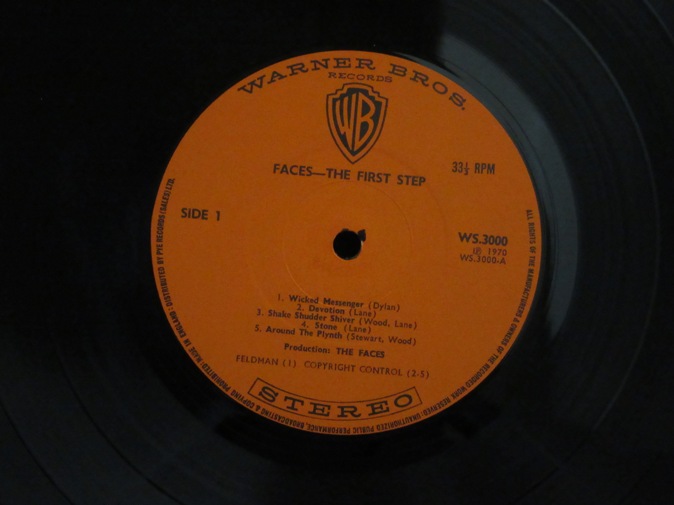 WARNER BROS.
RECORDS
WB
FACES—THE FIRST STEP
33⅓ RPM
SIDE 1
WS.3000
Ⓟ 1970
WS.3000-A
1. Wicked Messenger (Dylan)
2. Devotion (Lane)
3. Shake Shudder Shiver (Wood, Lane)
4. Stone (Lane)
5. Around The Plynth (Stewart, Wood)
Production: THE FACES
FELDMAN (1) COPYRIGHT CONTROL (2-5)
STEREO
ALL RIGHTS OF THE MANUFACTURER & OWNERS OF THE RECORDED WORK RESERVED: UNAUTHORIZED PUBLIC PERFORMANCE, BROADCASTING & COPYING PROHIBITED MADE IN ENGLAND DISTRIBUTED BY PYE RECORDS (SALES) LTD.